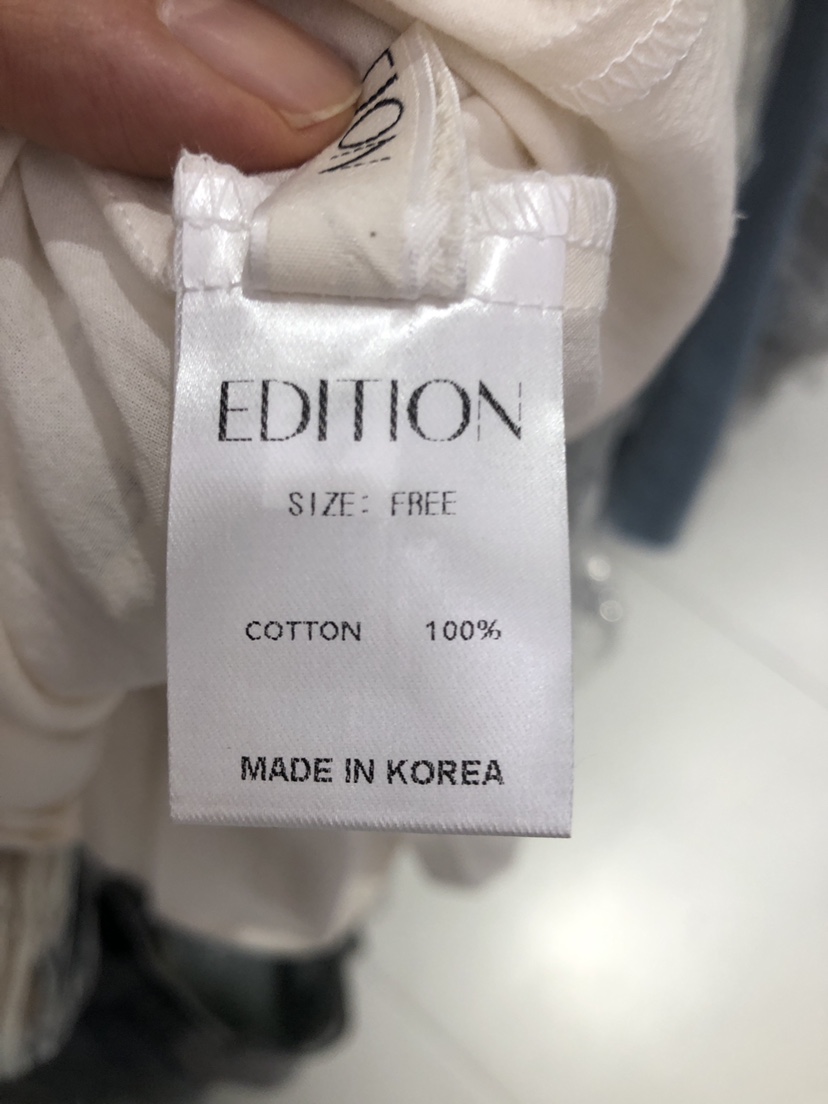 EDITION
SIZE: FREE
COTTON 100%
MADE IN KOREA